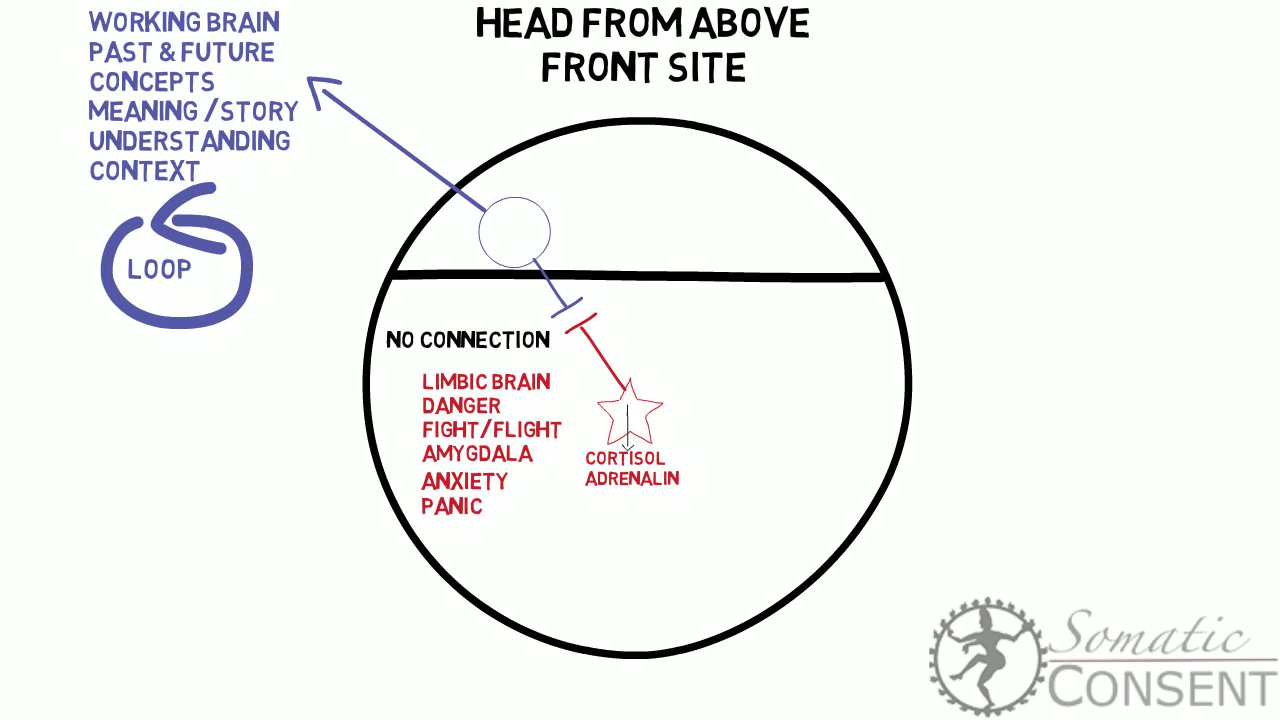 HEAD FROM ABOVE
FRONT SITE
WORKING BRAIN
PAST & FUTURE
CONCEPTS
MEANING / STORY
UNDERSTANDING
CONTEXT
LOOP
NO CONNECTION
LIMBIC BRAIN
DANGER
FIGHT/FLIGHT
AMYGDALA
ANXIETY
PANIC
CORTISOL
ADRENALIN
Somatic
CONSENT